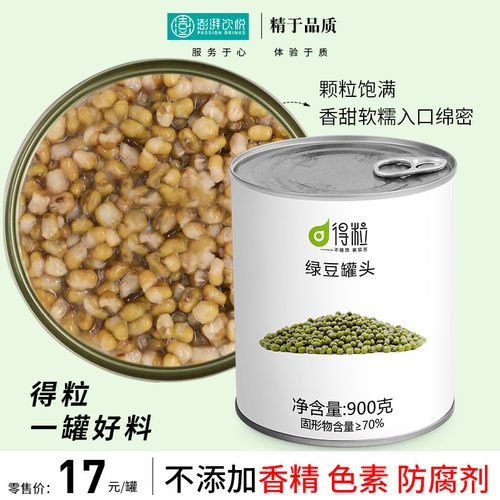 澎湃饮悦
PASSION DRINKS
精于品质
服务于心 体验于质
颗粒饱满
香甜软糯入口绵密
得粒
绿豆罐头
净含量:900克
固形物含量≥70%
得粒
一罐好料
零售价: 17元/罐
不添加香精 色素 防腐剂